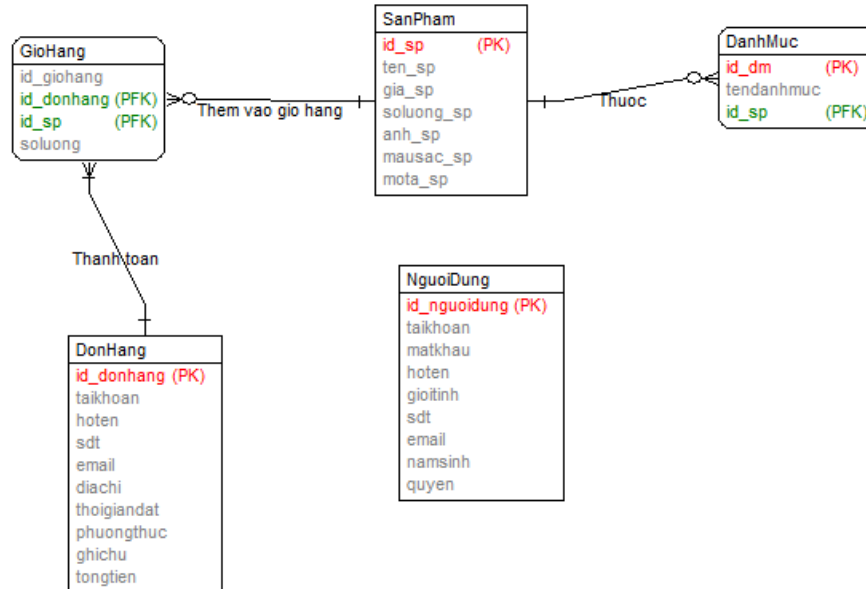 GioHang
id_giohang
id_donhang (PFK)
id_sp (PFK)
soluong
Them vao gio hang
SanPham
id_sp (PK)
ten_sp
gia_sp
soluong_sp
anh_sp
mausac_sp
mota_sp
Thuoc
DanhMuc
id_dm (PK)
tendanhmuc
id_sp (PFK)
Thanh toan
DonHang
id_donhang (PK)
taikhoan
hoten
sdt
email
diachi
thoigiandat
phuongthuc
ghichu
tongtien
NguoiDung
id_nguoidung (PK)
taikhoan
matkhau
hoten
gioitinh
sdt
email
namsinh
quyen